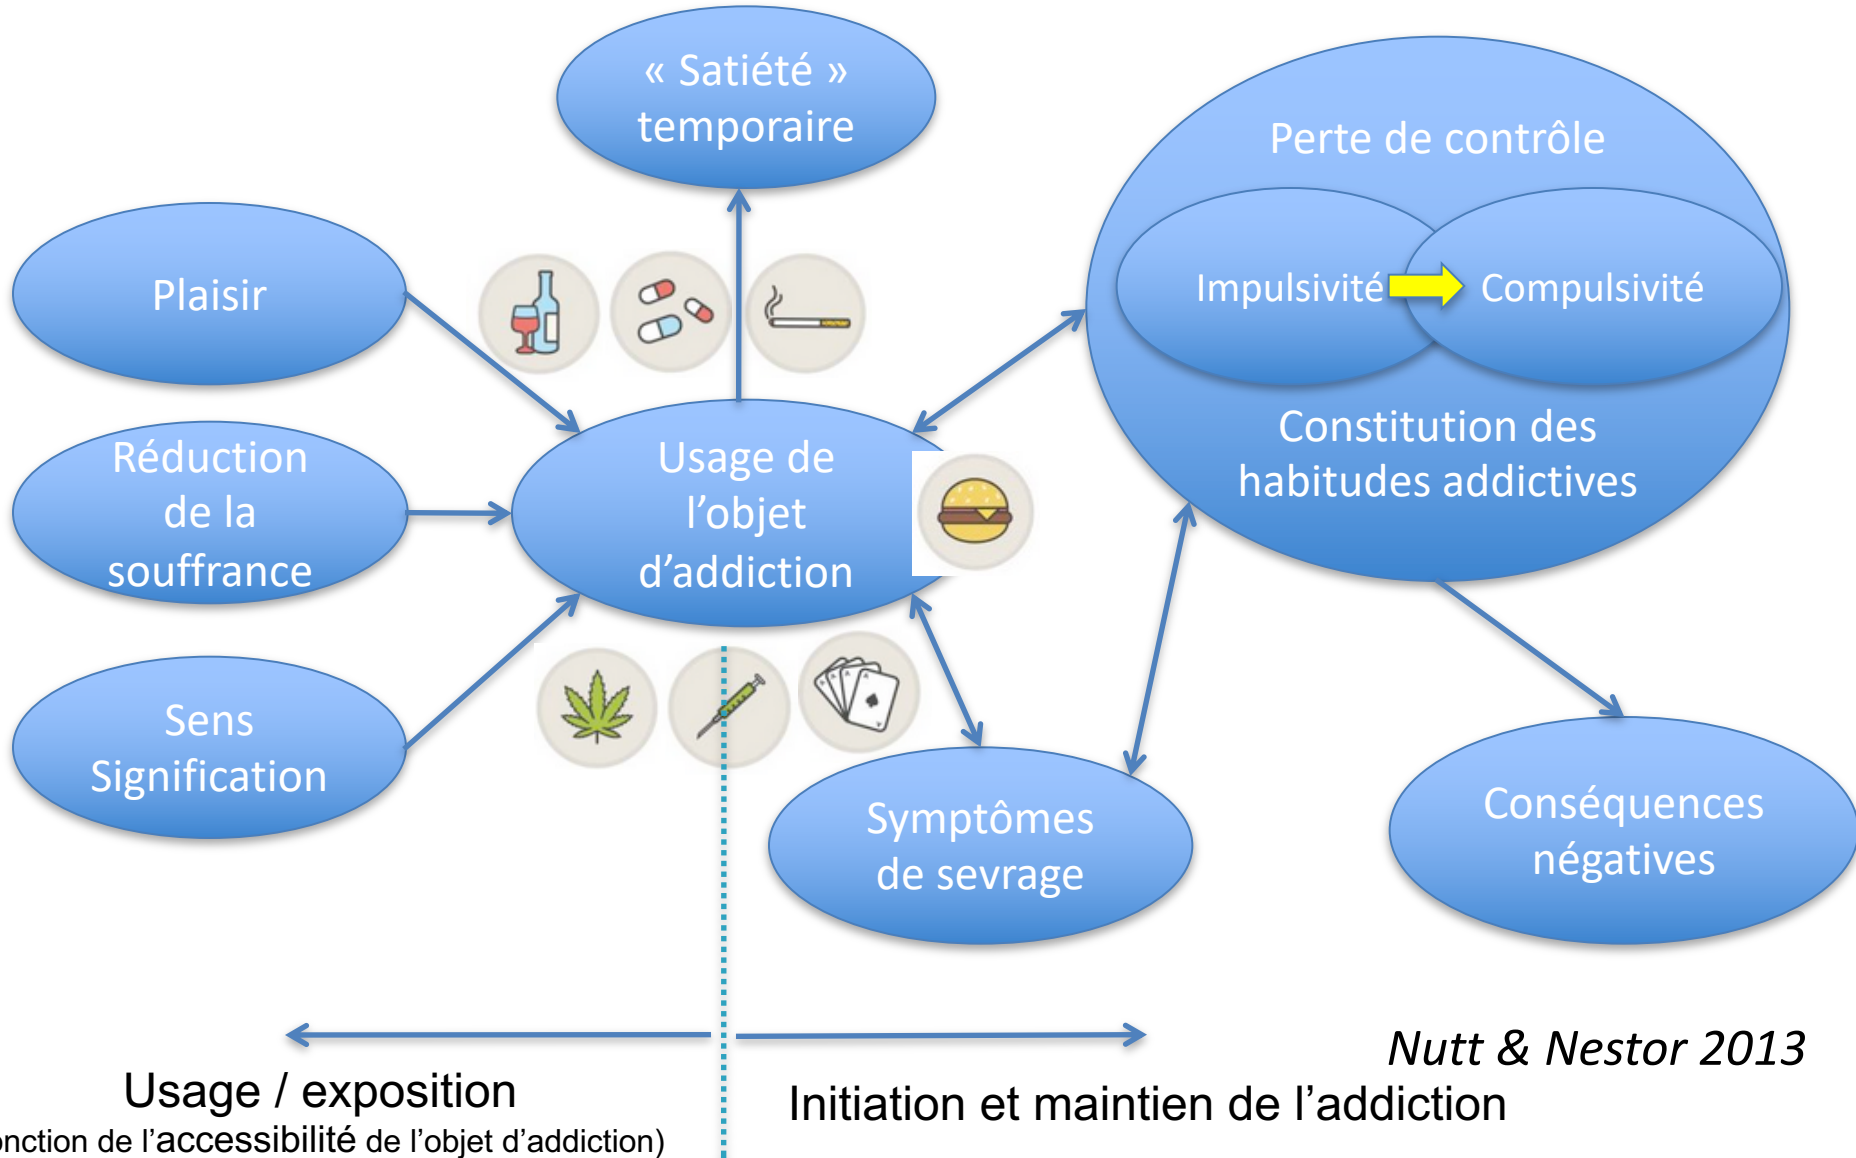 « Satiété »
temporaire
Perte de contrôle
Plaisir
Impulsivité
Compulsivité
Réduction
de la
souffrance
Usage de
l’objet
d’addiction
Constitution des
habitudes addictives
Sens
Signification
Symptômes
de sevrage
Conséquences
négatives
Nutt & Nestor 2013
Usage / exposition
de l’accessibilité de l’objet d’addiction)
Initiation et maintien de l’addiction